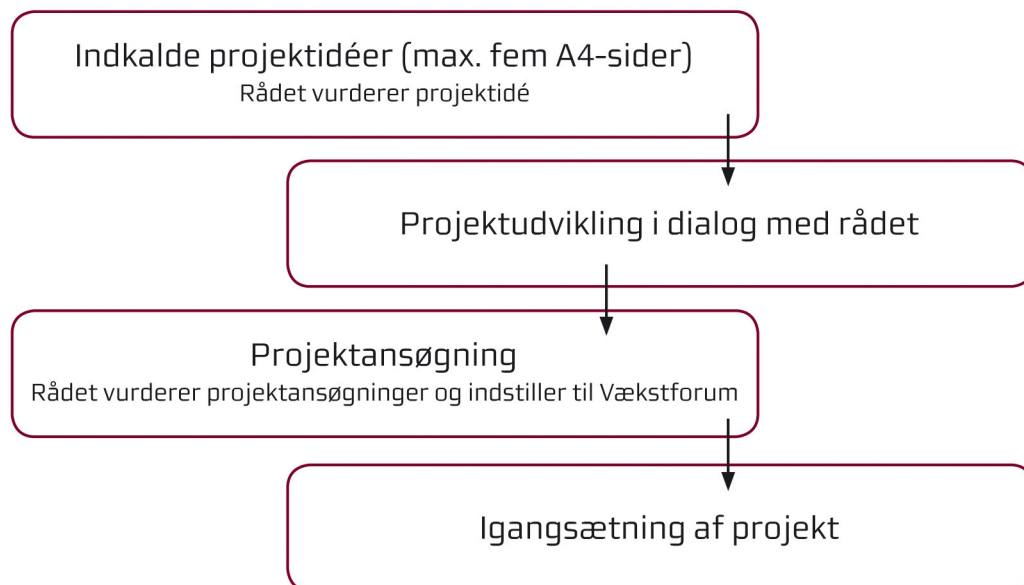 Indkalde projektidéer (max. fem A4-sider)
Rådet vurderer projektidé
Projektudvikling i dialog med rådet
Projektansøgning
Rådet vurderer projektansøgninger og indstiller til Vækstforum
Igangsætning af projekt